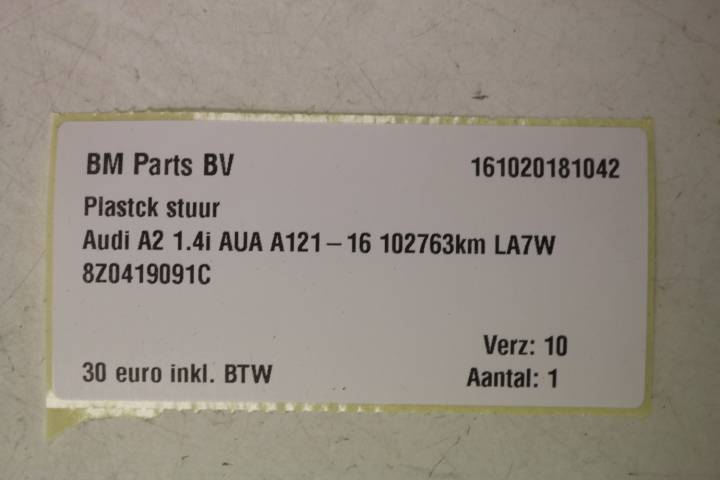 BM Parts BV 161020181042
Plastck stuur
Audi A2 1.4i AUA A121-16 102763km LA7W
8Z0419091C
Verz: 10
30 euro inkl. BTW Aantal: 1